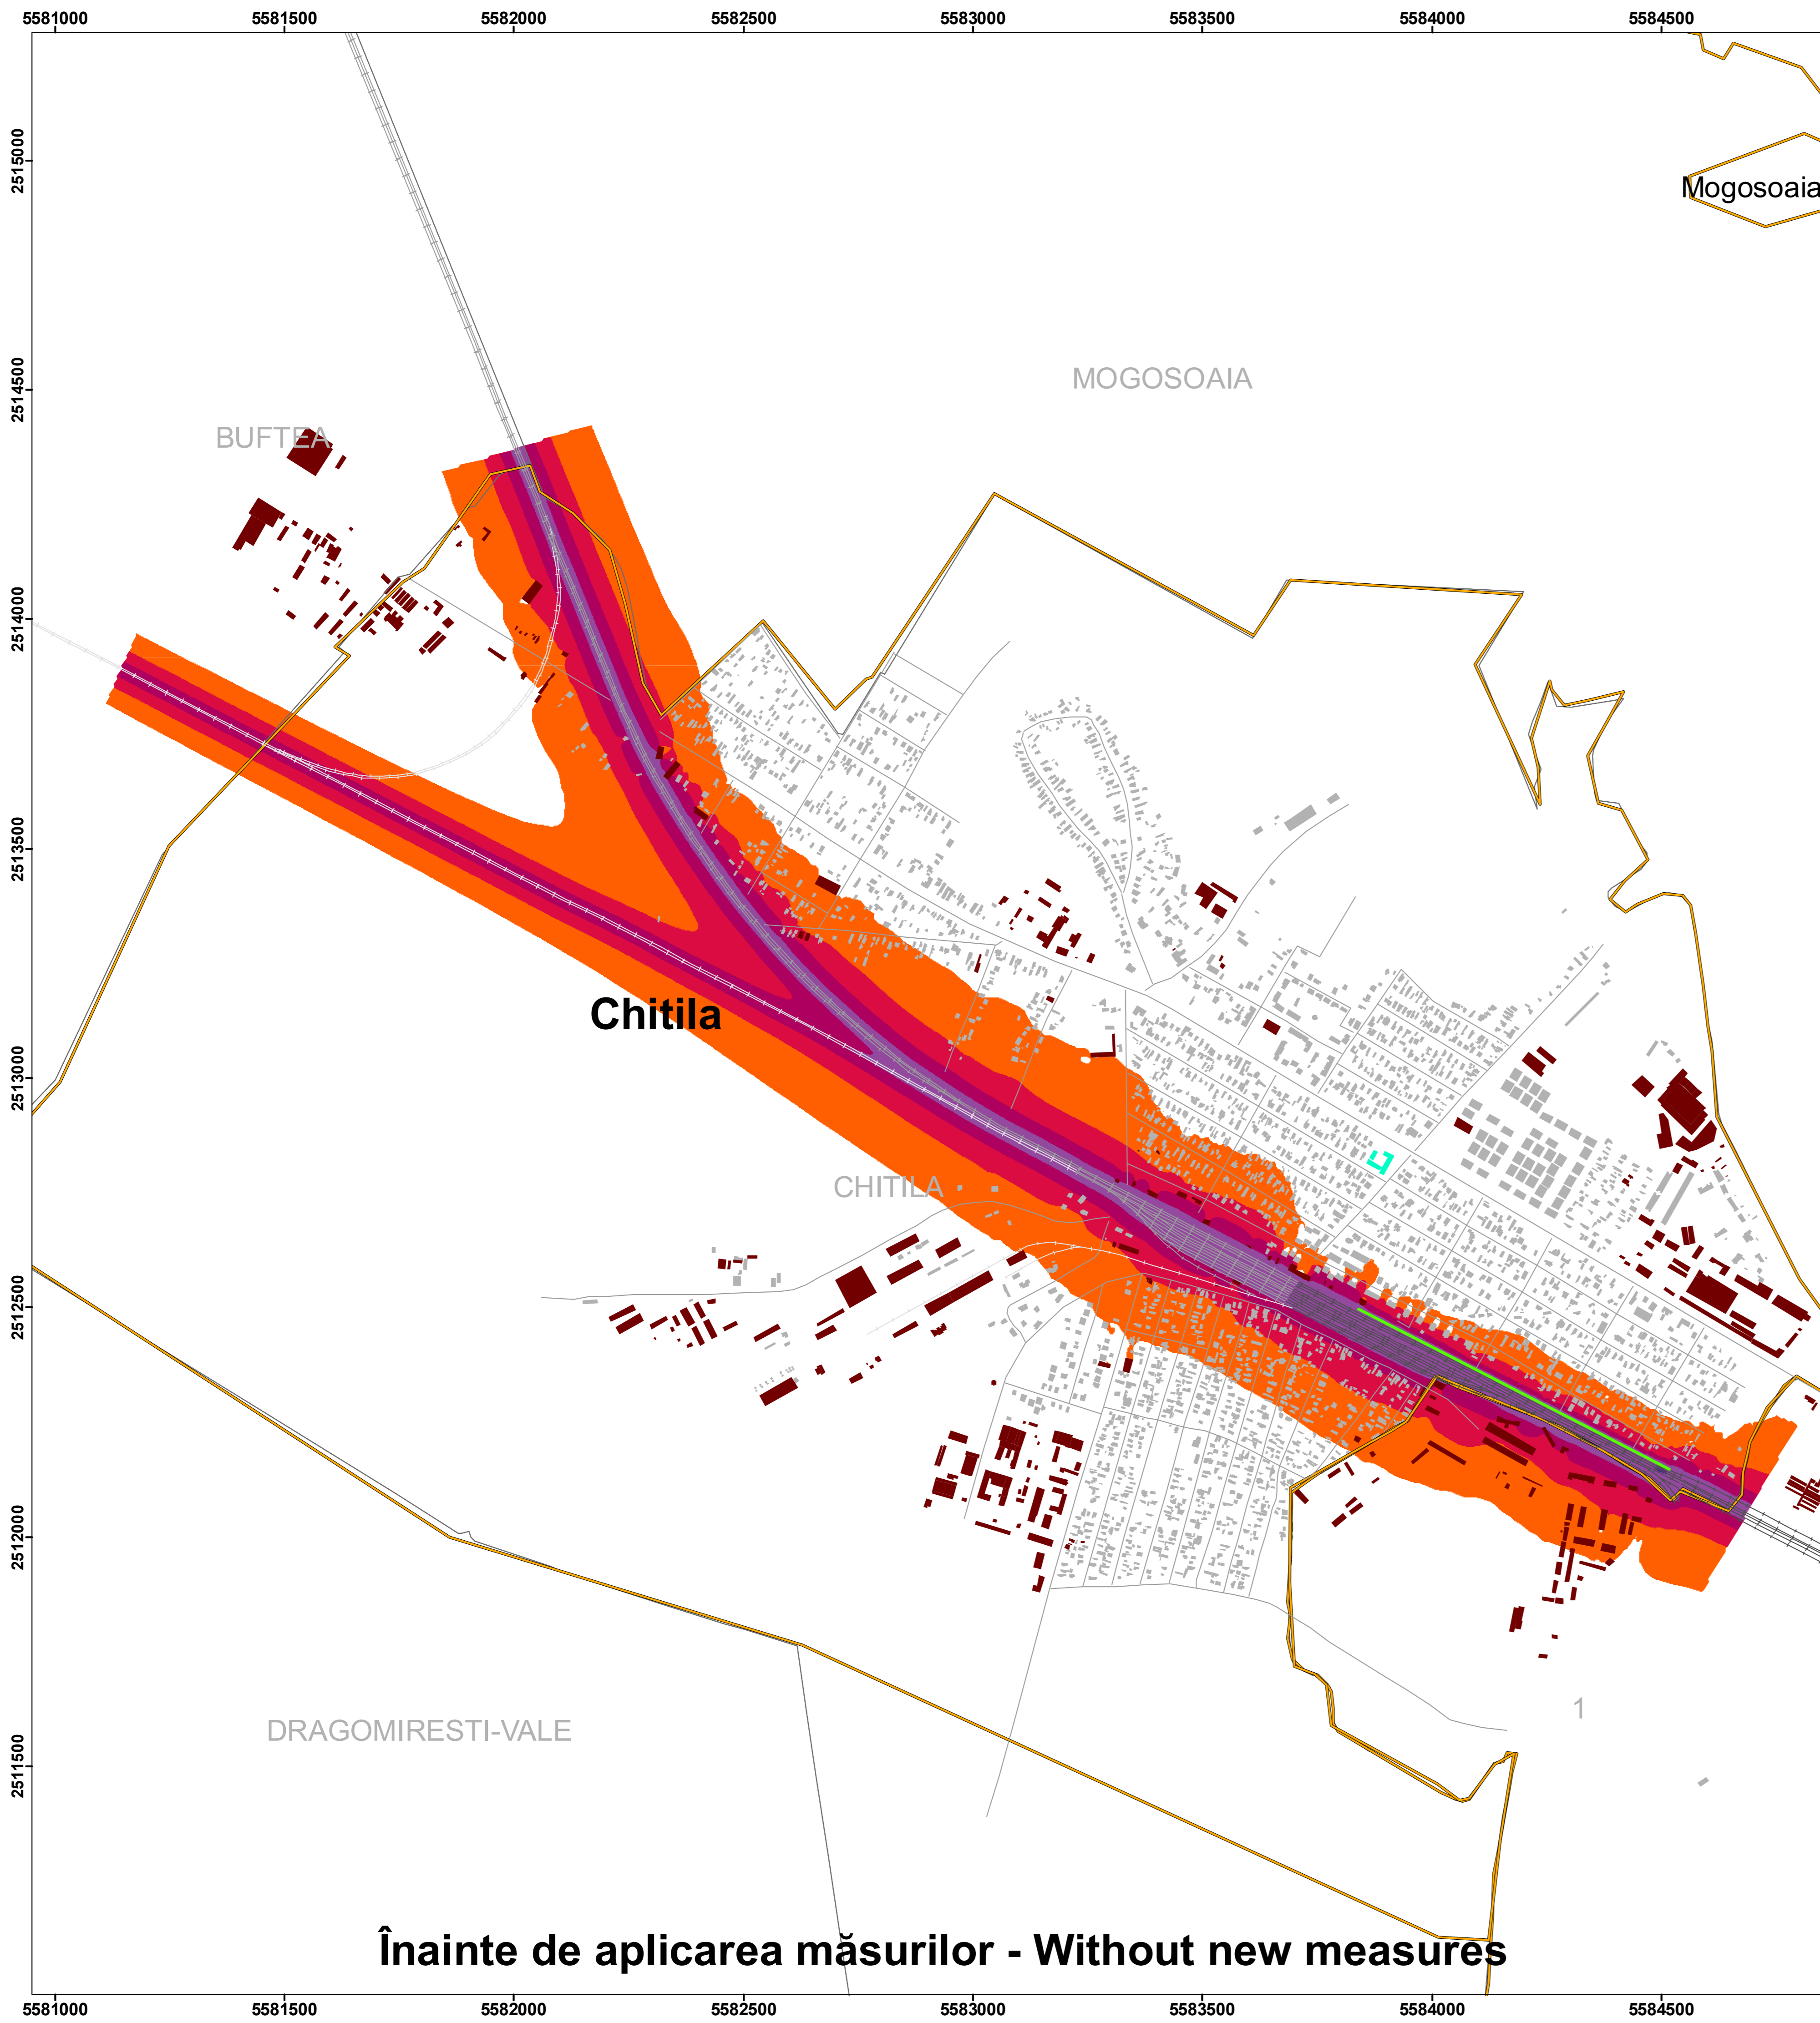 5581000 5581500 5582000 5582500 5583000 5583500 5584000 5584500
2515000
Mogosoaia
2514500
MOGOSOAIA
BUFTEA
2514000
2513500
Chitila
2513000
CHITILA
2512500
2512000
1
DRAGOMIRESTI-VALE
2511500
Înainte de aplicarea măsurilor - Without new measures
5581000 5581500 5582000 5582500 5583000 5583500 5584000 5584500